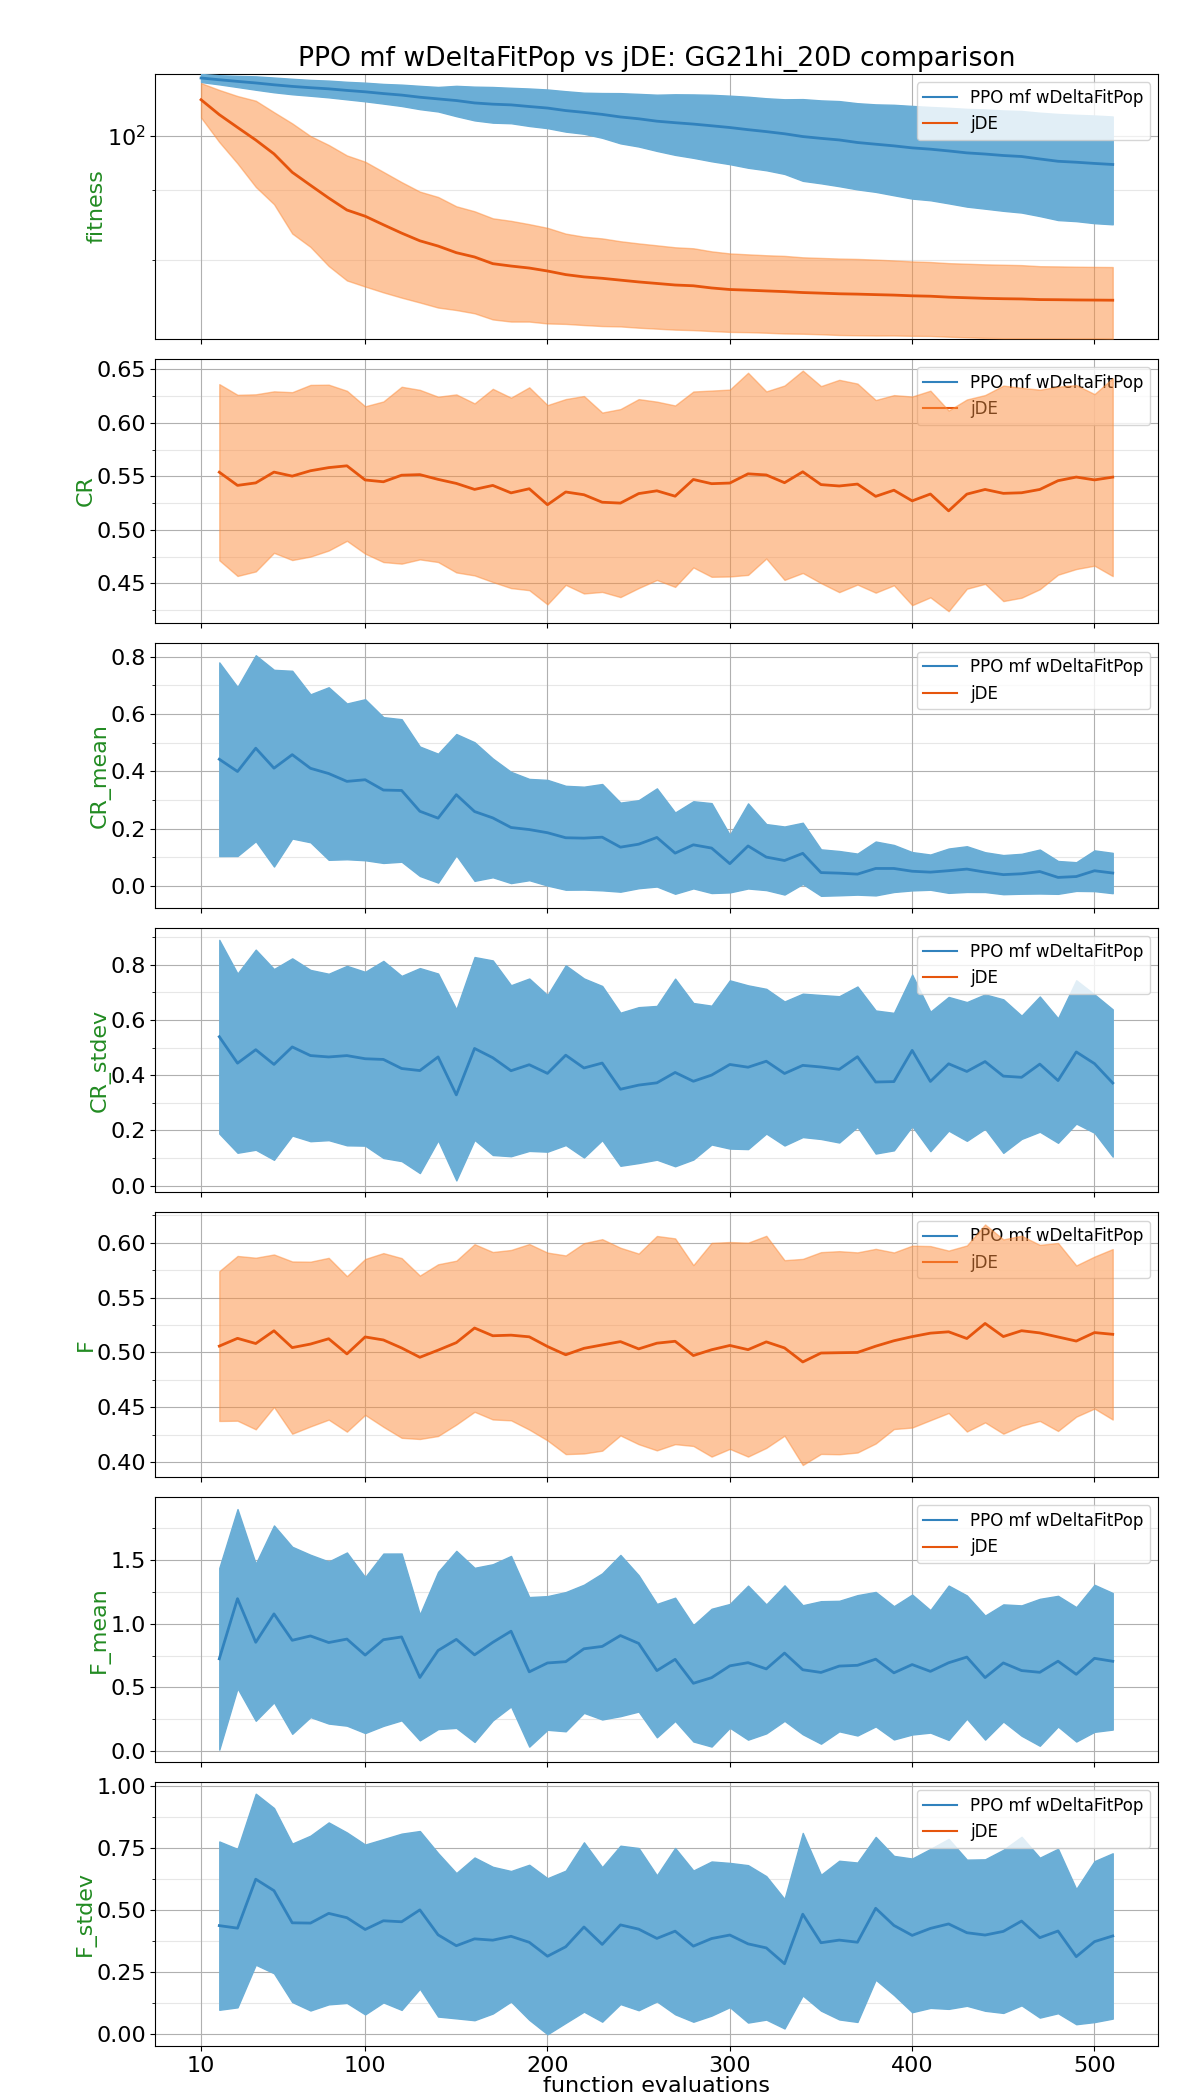 PPO mf wDeltaFitPop vs jDE: GG21hi_20D comparison
fitness
10²
PPO mf wDeltaFitPop
jDE
CR
0.65
0.60
0.55
0.50
0.45
PPO mf wDeltaFitPop
jDE
CR_mean
0.8
0.6
0.4
0.2
0.0
PPO mf wDeltaFitPop
jDE
CR_stdev
0.8
0.6
0.4
0.2
0.0
PPO mf wDeltaFitPop
jDE
F
0.60
0.55
0.50
0.45
0.40
PPO mf wDeltaFitPop
jDE
F_mean
1.5
1.0
0.5
0.0
PPO mf wDeltaFitPop
jDE
F_stdev
1.00
0.75
0.50
0.25
0.00
PPO mf wDeltaFitPop
jDE
10 100 200 300 400 500
function evaluations